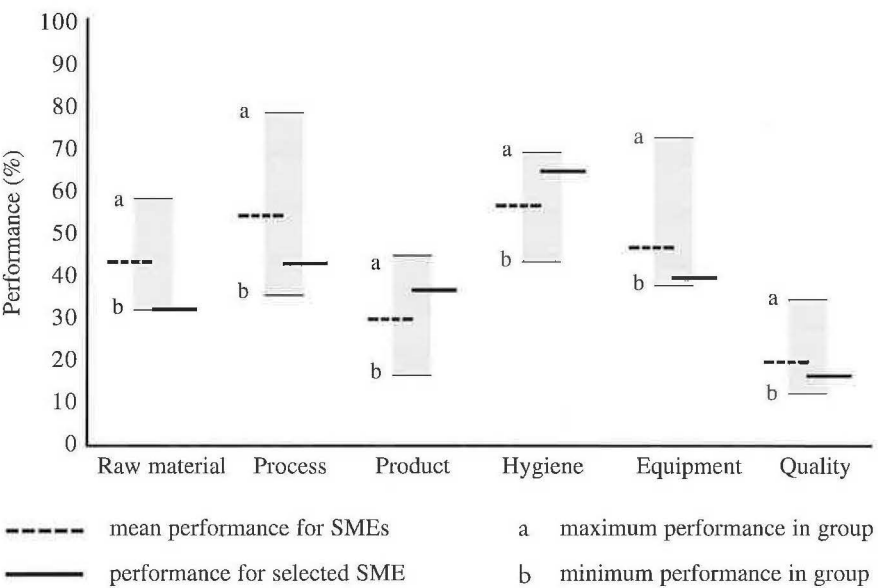 100
90
80
70
60
50
40
30
20
10
0
Performance (%)
a
b
a
b
a
b
a
b
a
b
a
b
Raw material Process Product Hygiene Equipment Quality
mean performance for SMEs a maximum performance in group
performance for selected SME b minimum performance in group